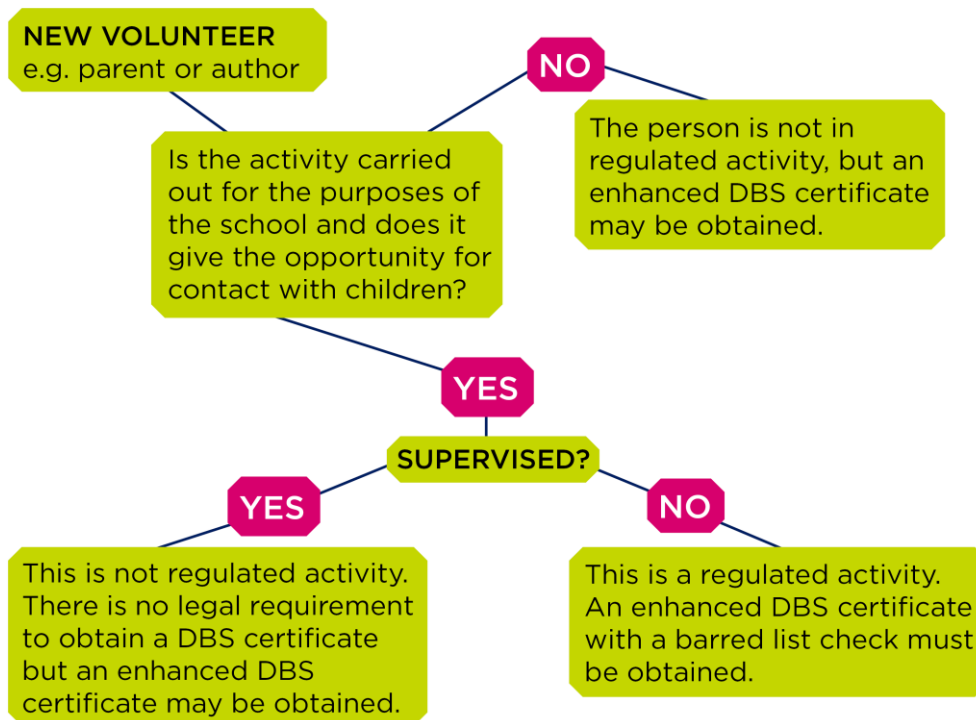 NEW VOLUNTEER
e.g. parent or author
NO
The person is not in
regulated activity, but an
enhanced DBS certificate
may be obtained.
Is the activity carried
out for the purposes of
the school and does it
give the opportunity for
contact with children?
YES
SUPERVISED?
YES
NO
This is not regulated activity.
There is no legal requirement
to obtain a DBS certificate
but an enhanced DBS
certificate may be obtained.
This is a regulated activity.
An enhanced DBS certificate
with a barred list check must
be obtained.